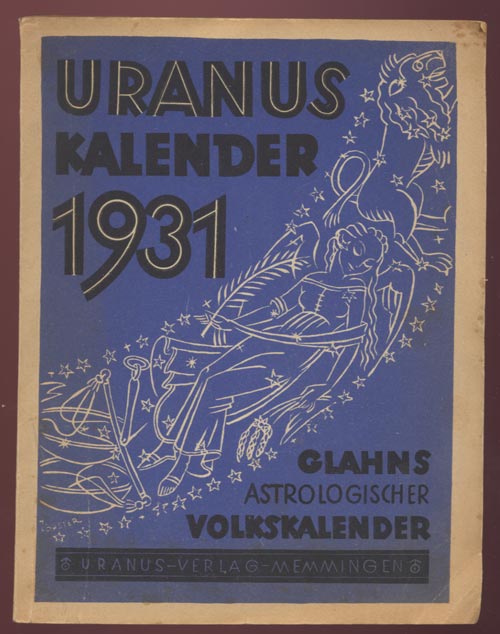 URANUS
KALENDER
1931
GLAHNS
ASTROLOGISCHER
VOLKSKALENDER
URANUS-VERLAG-MEMMINGEN